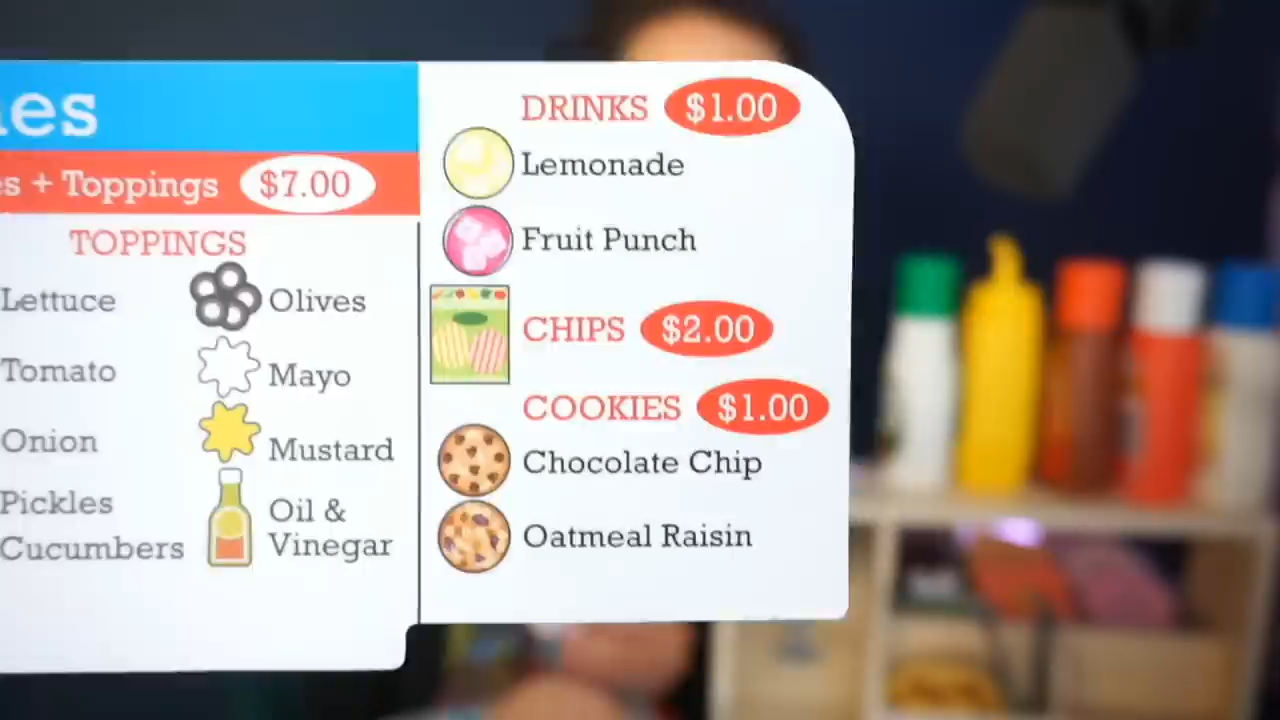 es + Toppings $7.00
TOPPINGS
Lettuce
Tomato
Onion
Pickles
Cucumbers
Olives
Mayo
Mustard
Oil &
Vinegar
DRINKS $1.00
Lemonade
Fruit Punch
CHIPS $2.00
COOKIES $1.00
Chocolate Chip
Oatmeal Raisin